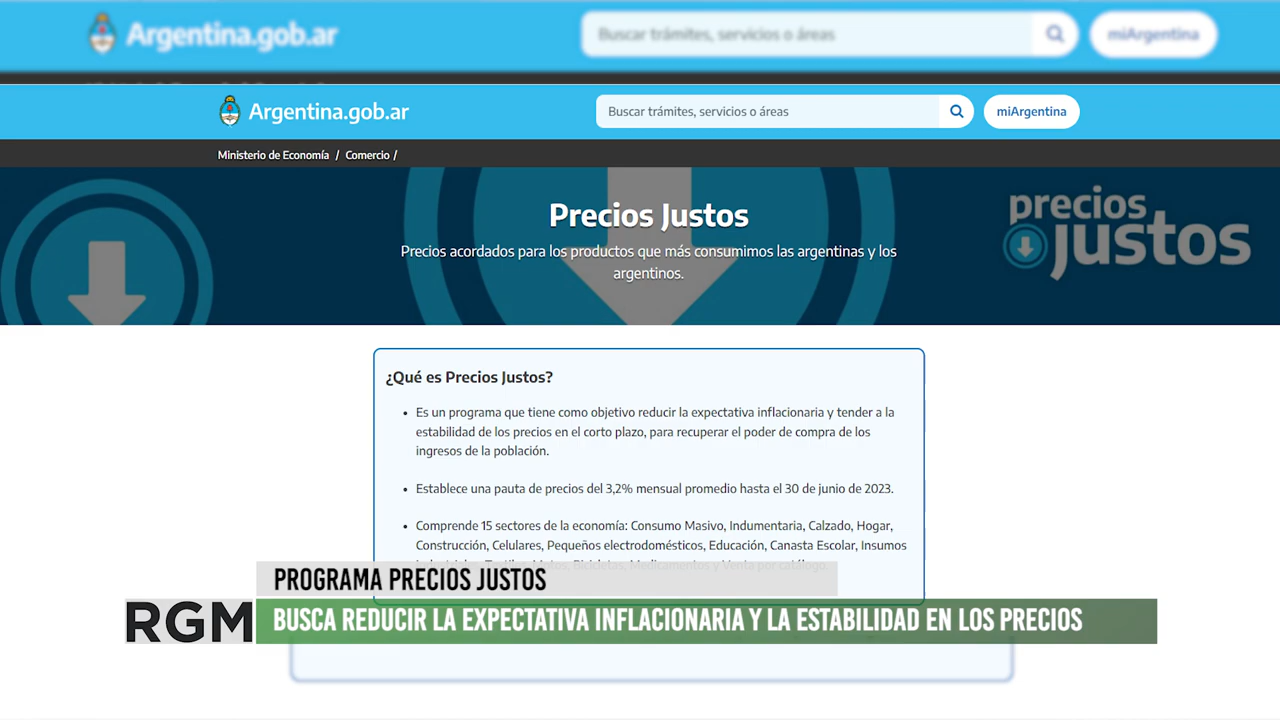 Argentina.gob.ar
Buscar trámites, servicios o áreas
miArgentina
Argentina.gob.ar
Buscar trámites, servicios o áreas
miArgentina
Ministerio de Economía / Comercio /
Precios Justos
Precios acordados para los productos que más consumimos las argentinas y los
argentinos.
precios
justos
¿Qué es Precios Justos?
• Es un programa que tiene como objetivo reducir la expectativa inflacionaria y tender a la
estabilidad de los precios en el corto plazo, para recuperar el poder de compra de los
ingresos de la población.
• Establece una pauta de precios del 3,2% mensual promedio hasta el 30 de junio de 2023.
• Comprende 15 sectores de la economía: Consumo Masivo, Indumentaria, Calzado, Hogar,
Construcción, Celulares, Pequeños electrodomésticos, Educación, Canasta Escolar, Insumos
Motos, Bicicletas, Medicamentos y Venta por catálogo.
PROGRAMA PRECIOS JUSTOS
RGM
BUSCA REDUCIR LA EXPECTATIVA INFLACIONARIA Y LA ESTABILIDAD EN LOS PRECIOS